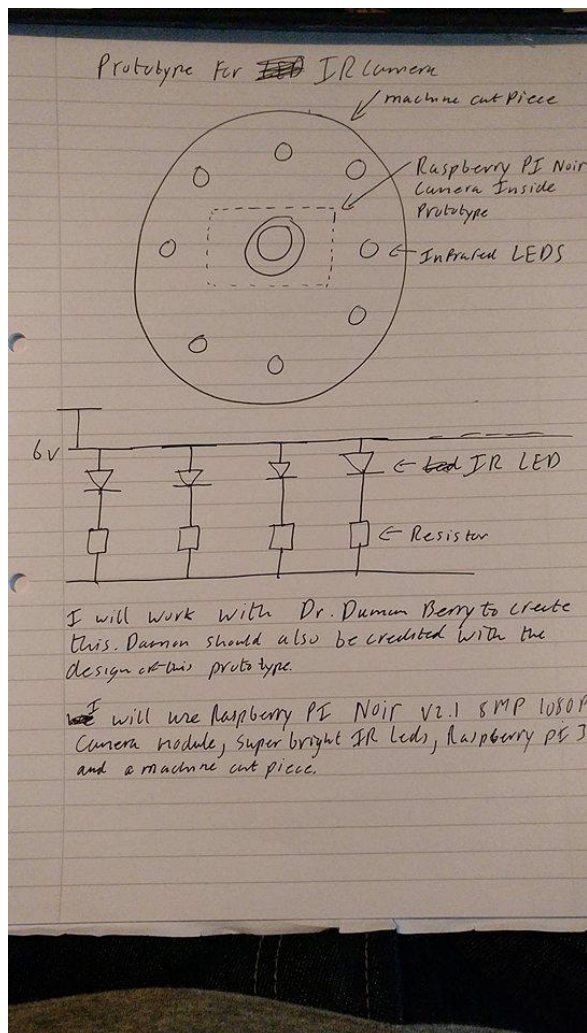 Prototype For IR Camera
machine cut Piece
Raspberry PI Noir
Camera Inside
Prototype
Infrared LEDS
6V
IR LED
Resistor
I will work with Dr. Damon Berry to create
this. Damon should also be credited with the
design of this prototype.
I will use Raspberry PI Noir V2.1 8MP 1080P
Camera module, super bright IR Leds, Raspberry pi 3
and a machine cut piece.